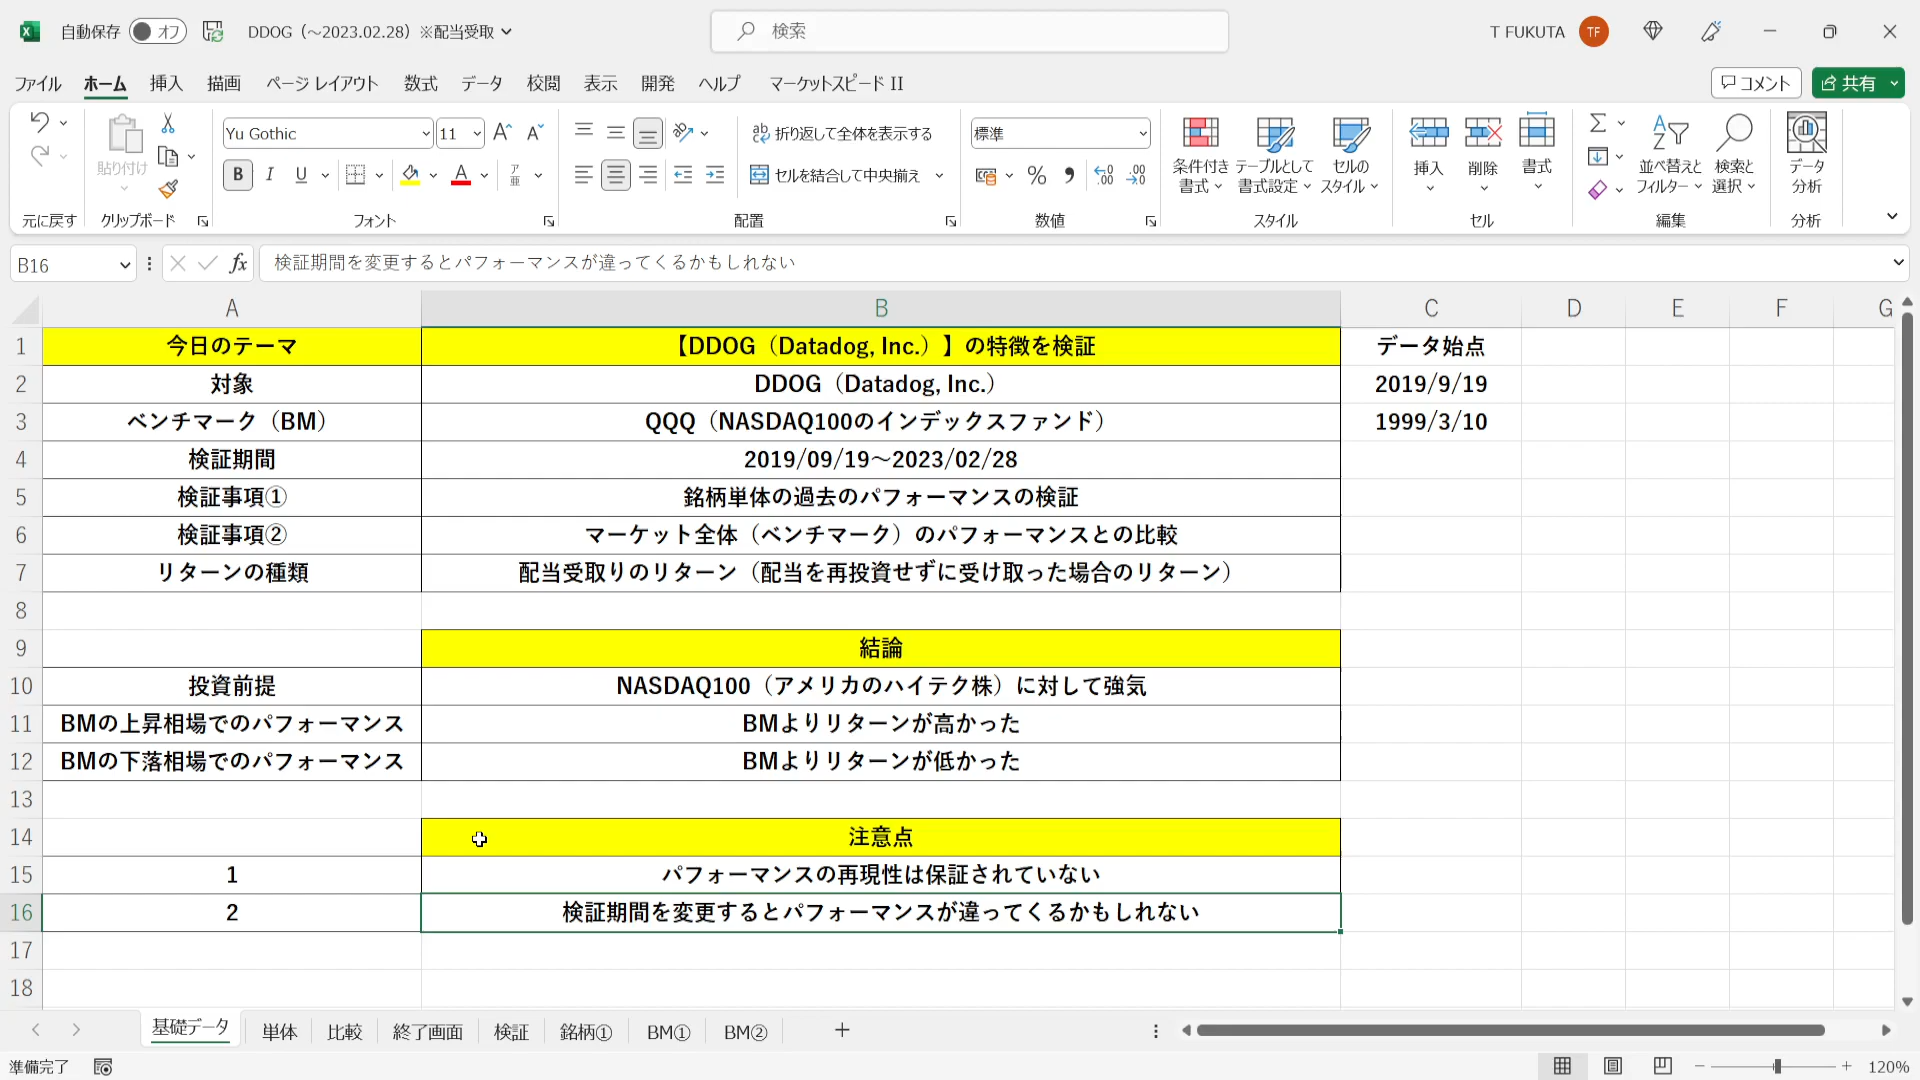 自動保存 オフ DDOG（～2023.02.28）※配当受取 検索 T FUKUTA TF
ファイル ホーム 挿入 描画 ページ レイアウト 数式 データ 校閲 表示 開発 ヘルプ マーケットスピード II コメント 共有
貼り付け Yu Gothic 11 折り返して全体を表示する 標準
B I U セルを結合して中央揃え
条件付き書式 テーブルとして書式設定 セルのスタイル 挿入 削除 書式 並べ替えとフィルター 検索と選択 データ分析
元に戻す クリップボード フォント 配置 数値 スタイル セル 編集 分析
B16 fx 検証期間を変更するとパフォーマンスが違ってくるかもしれない
A B C D E F G
1 今日のテーマ 【DDOG（Datadog, Inc.）】の特徴を検証 データ始点
2 対象 DDOG（Datadog, Inc.） 2019/9/19
3 ベンチマーク（BM） QQQ（NASDAQ100のインデックスファンド） 1999/3/10
4 検証期間 2019/09/19～2023/02/28
5 検証事項① 銘柄単体の過去のパフォーマンスの検証
6 検証事項② マーケット全体（ベンチマーク）のパフォーマンスとの比較
7 リターンの種類 配当受取りのリターン（配当を再投資せずに受け取った場合のリターン）
8
9 結論
10 投資前提 NASDAQ100（アメリカのハイテク株）に対して強気
11 BMの上昇相場でのパフォーマンス BMよりリターンが高かった
12 BMの下落相場でのパフォーマンス BMよりリターンが低かった
13
14 注意点
15 1 パフォーマンスの再現性は保証されていない
16 2 検証期間を変更するとパフォーマンスが違ってくるかもしれない
17
18
基礎データ 単体 比較 終了画面 検証 銘柄① BM① BM②
準備完了 120%